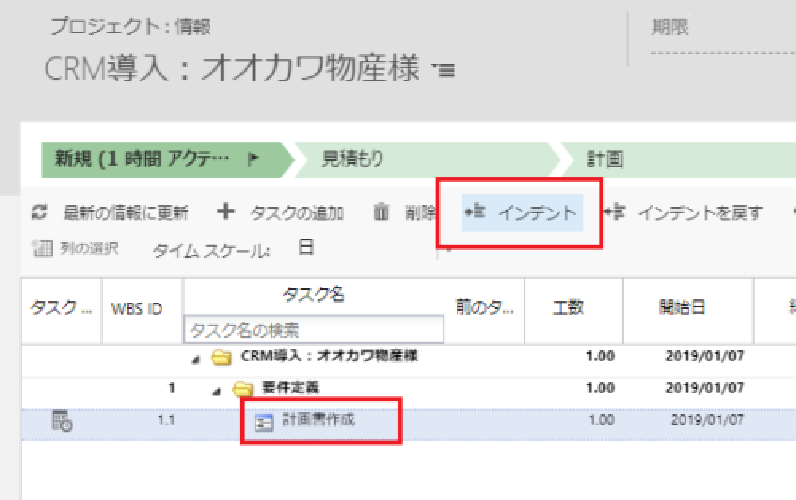 プロジェクト : 情報
期限
CRM導入：オオカワ物産様
新規 (1 時間 アクテ… 見積もり 計画
最新の情報に更新 タスクの追加 削除 インデント インデントを戻す
列の選択 タイム スケール: 日
タスク ... WBS ID タスク名 前のタ... 工数 開始日
タスク名の検索
CRM導入：オオカワ物産様 1.00 2019/01/07
1 要件定義 1.00 2019/01/07
1.1 計画書作成 1.00 2019/01/07